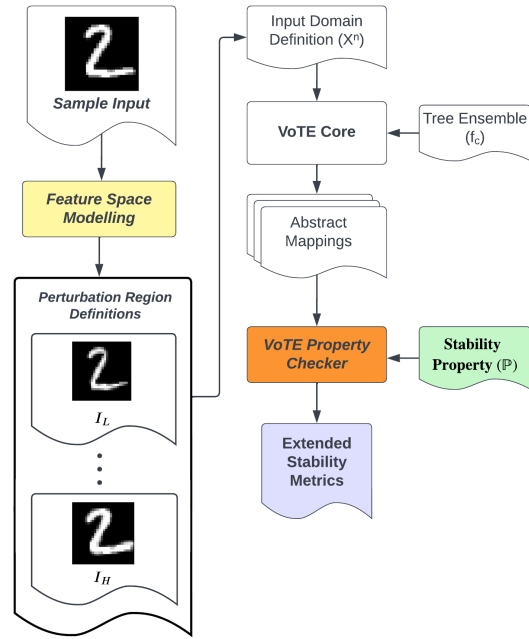 Sample Input
Feature Space
Modelling
Perturbation Region
Definitions
I_L
I_H
Input Domain
Definition (Xⁿ)
VoTE Core
Tree Ensemble
(f_c)
Abstract
Mappings
VoTE Property
Checker
Stability
Property (ℙ)
Extended
Stability
Metrics